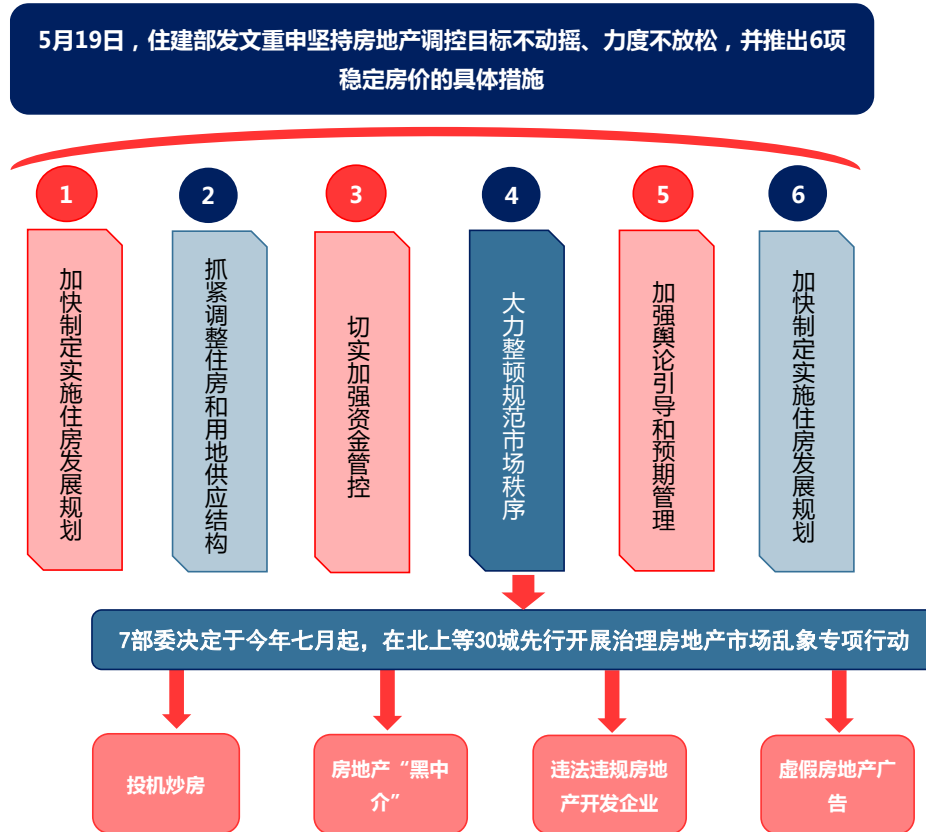 5月19日，住建部发文重申坚持房地产调控目标不动摇、力度不放松，并推出6项
稳定房价的具体措施
1
2
3
4
5
6
加快制定实施住房发展规划
抓紧调整住房和用地供应结构
切实加强资金管控
大力整顿规范市场秩序
加强舆论引导和预期管理
加快制定实施住房发展规划
7部委决定于今年七月起，在北上等30城先行开展治理房地产市场乱象专项行动
投机炒房
房地产“黑中
介”
违法违规房地
产开发企业
虚假房地产广
告